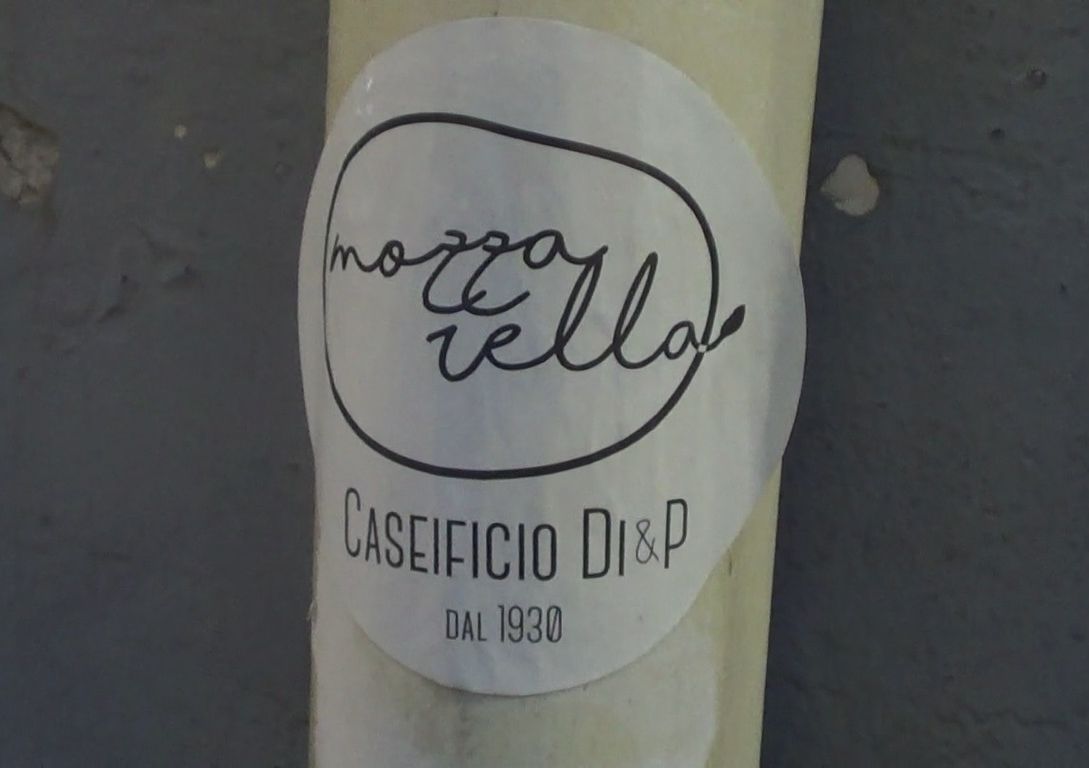 mozza
rella
CASEIFICIO DI&P
DAL 1930